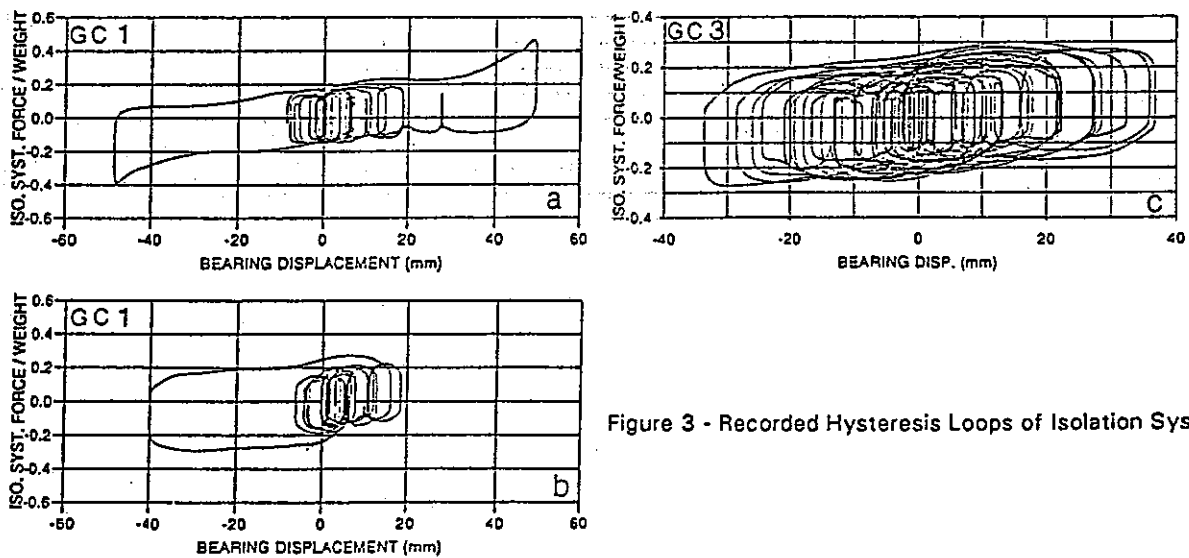 GC 1
a
ISO. SYST. FORCE / WEIGHT
0.6
0.4
0.2
0.0
-0.2
-0.4
-0.6
-60
-40
-20
0
20
40
60
BEARING DISPLACEMENT (mm)
GC 3
c
ISO. SYST. FORCE/WEIGHT
0.4
0.2
0.0
-0.2
0.4
-40
-20
0
20
40
BEARING DISP. (mm)
GC 1
b
ISO. SYST. FORCE / WEIGHT
0.6
0.4
0.2
0.0
-0.2
-0.4
-0.6
-60
-40
-20
0
20
40
60
BEARING DISPLACEMENT (mm)
Figure 3 - Recorded Hysteresis Loops of Isolation Sys